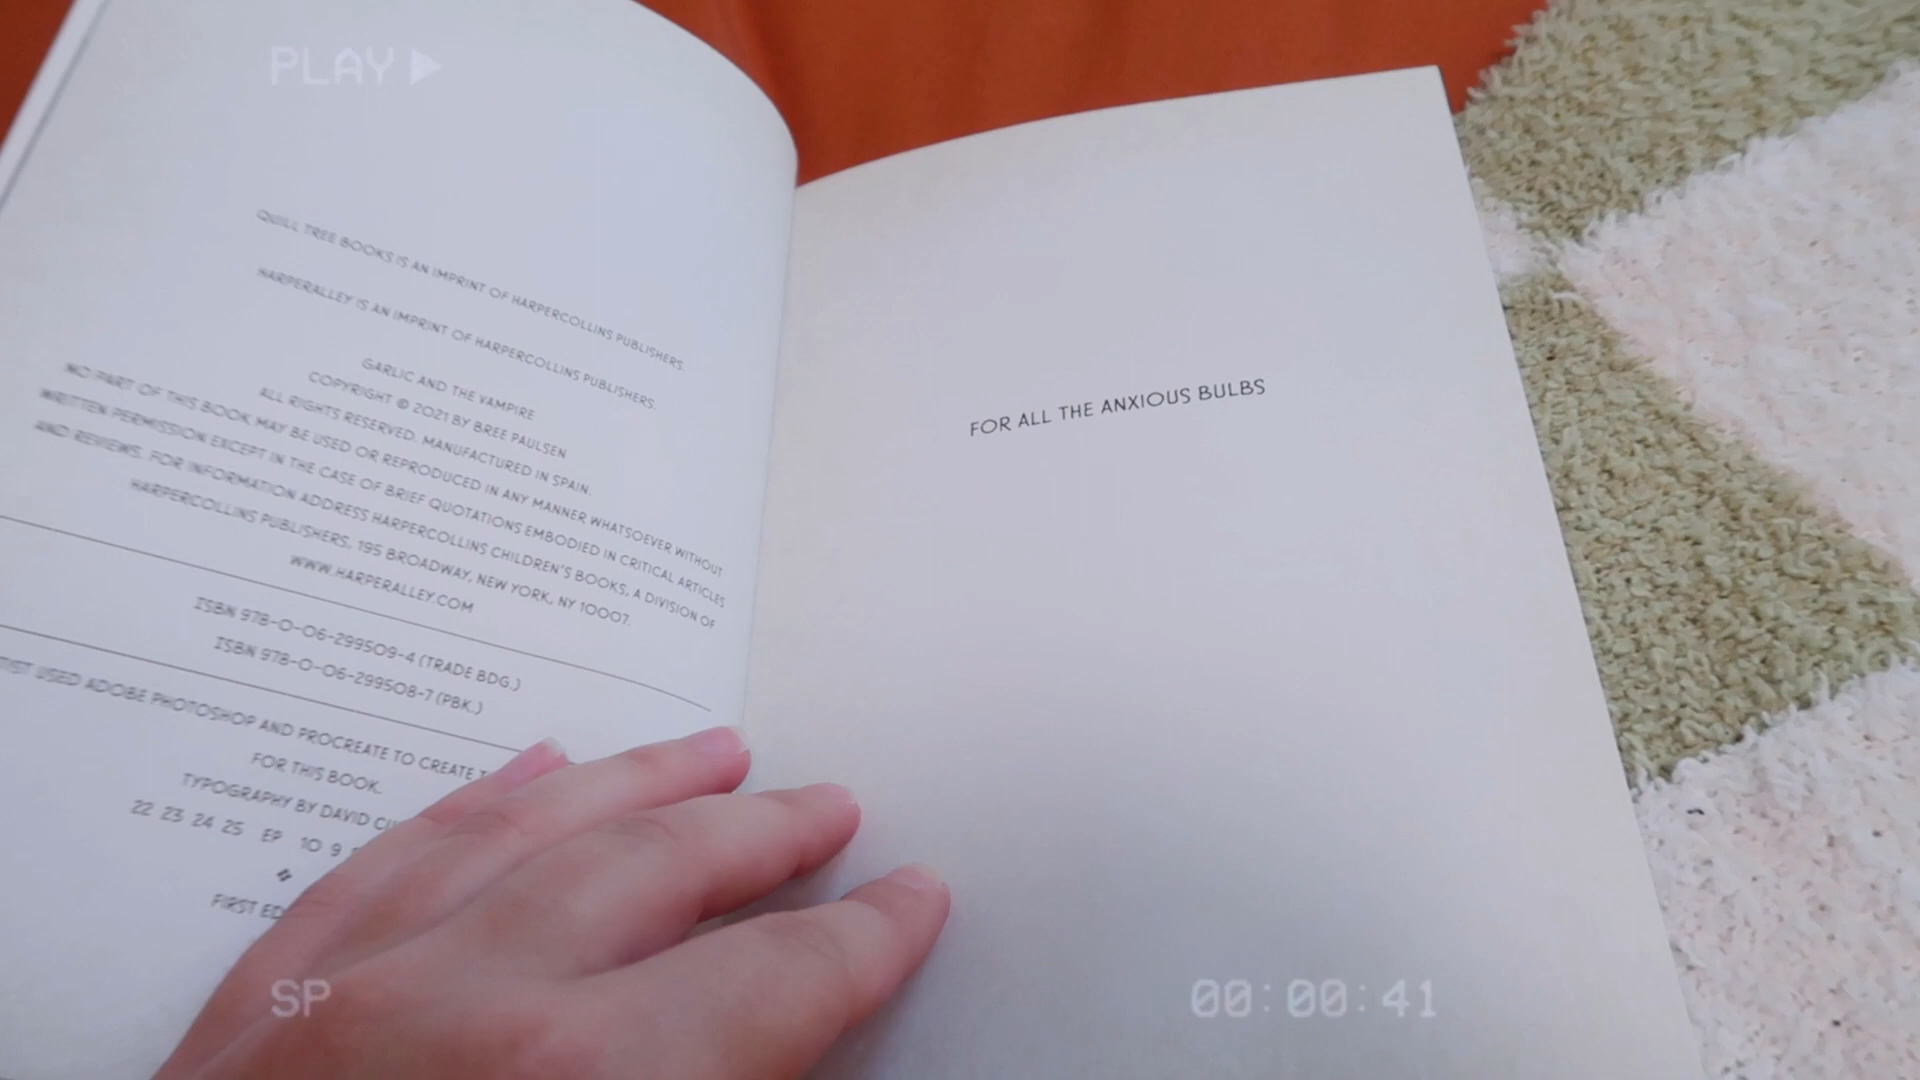 PLAY
QUILL TREE BOOKS IS AN IMPRINT OF HARPERCOLLINS PUBLISHERS.
HARPERALLEY IS AN IMPRINT OF HARPERCOLLINS PUBLISHERS.
GARLIC AND THE VAMPIRE
COPYRIGHT © 2021 BY BREE PAULSEN
ALL RIGHTS RESERVED. MANUFACTURED IN SPAIN.
NO PART OF THIS BOOK MAY BE USED OR REPRODUCED IN ANY MANNER WHATSOEVER WITHOUT
WRITTEN PERMISSION EXCEPT IN THE CASE OF BRIEF QUOTATIONS EMBODIED IN CRITICAL ARTICLES
AND REVIEWS. FOR INFORMATION ADDRESS HARPERCOLLINS CHILDREN'S BOOKS, A DIVISION OF
HARPERCOLLINS PUBLISHERS, 195 BROADWAY, NEW YORK, NY 10007.
WWW.HARPERALLEY.COM
ISBN 978-0-06-299509-4 (TRADE BDG.)
ISBN 978-0-06-299508-7 (PBK.)
USED ADOBE PHOTOSHOP AND PROCREATE TO CREATE
FOR THIS BOOK.
TYPOGRAPHY BY DAVID
22 23 24 25 EP 10 9
FIRST
FOR ALL THE ANXIOUS BULBS
SP
00:00:41